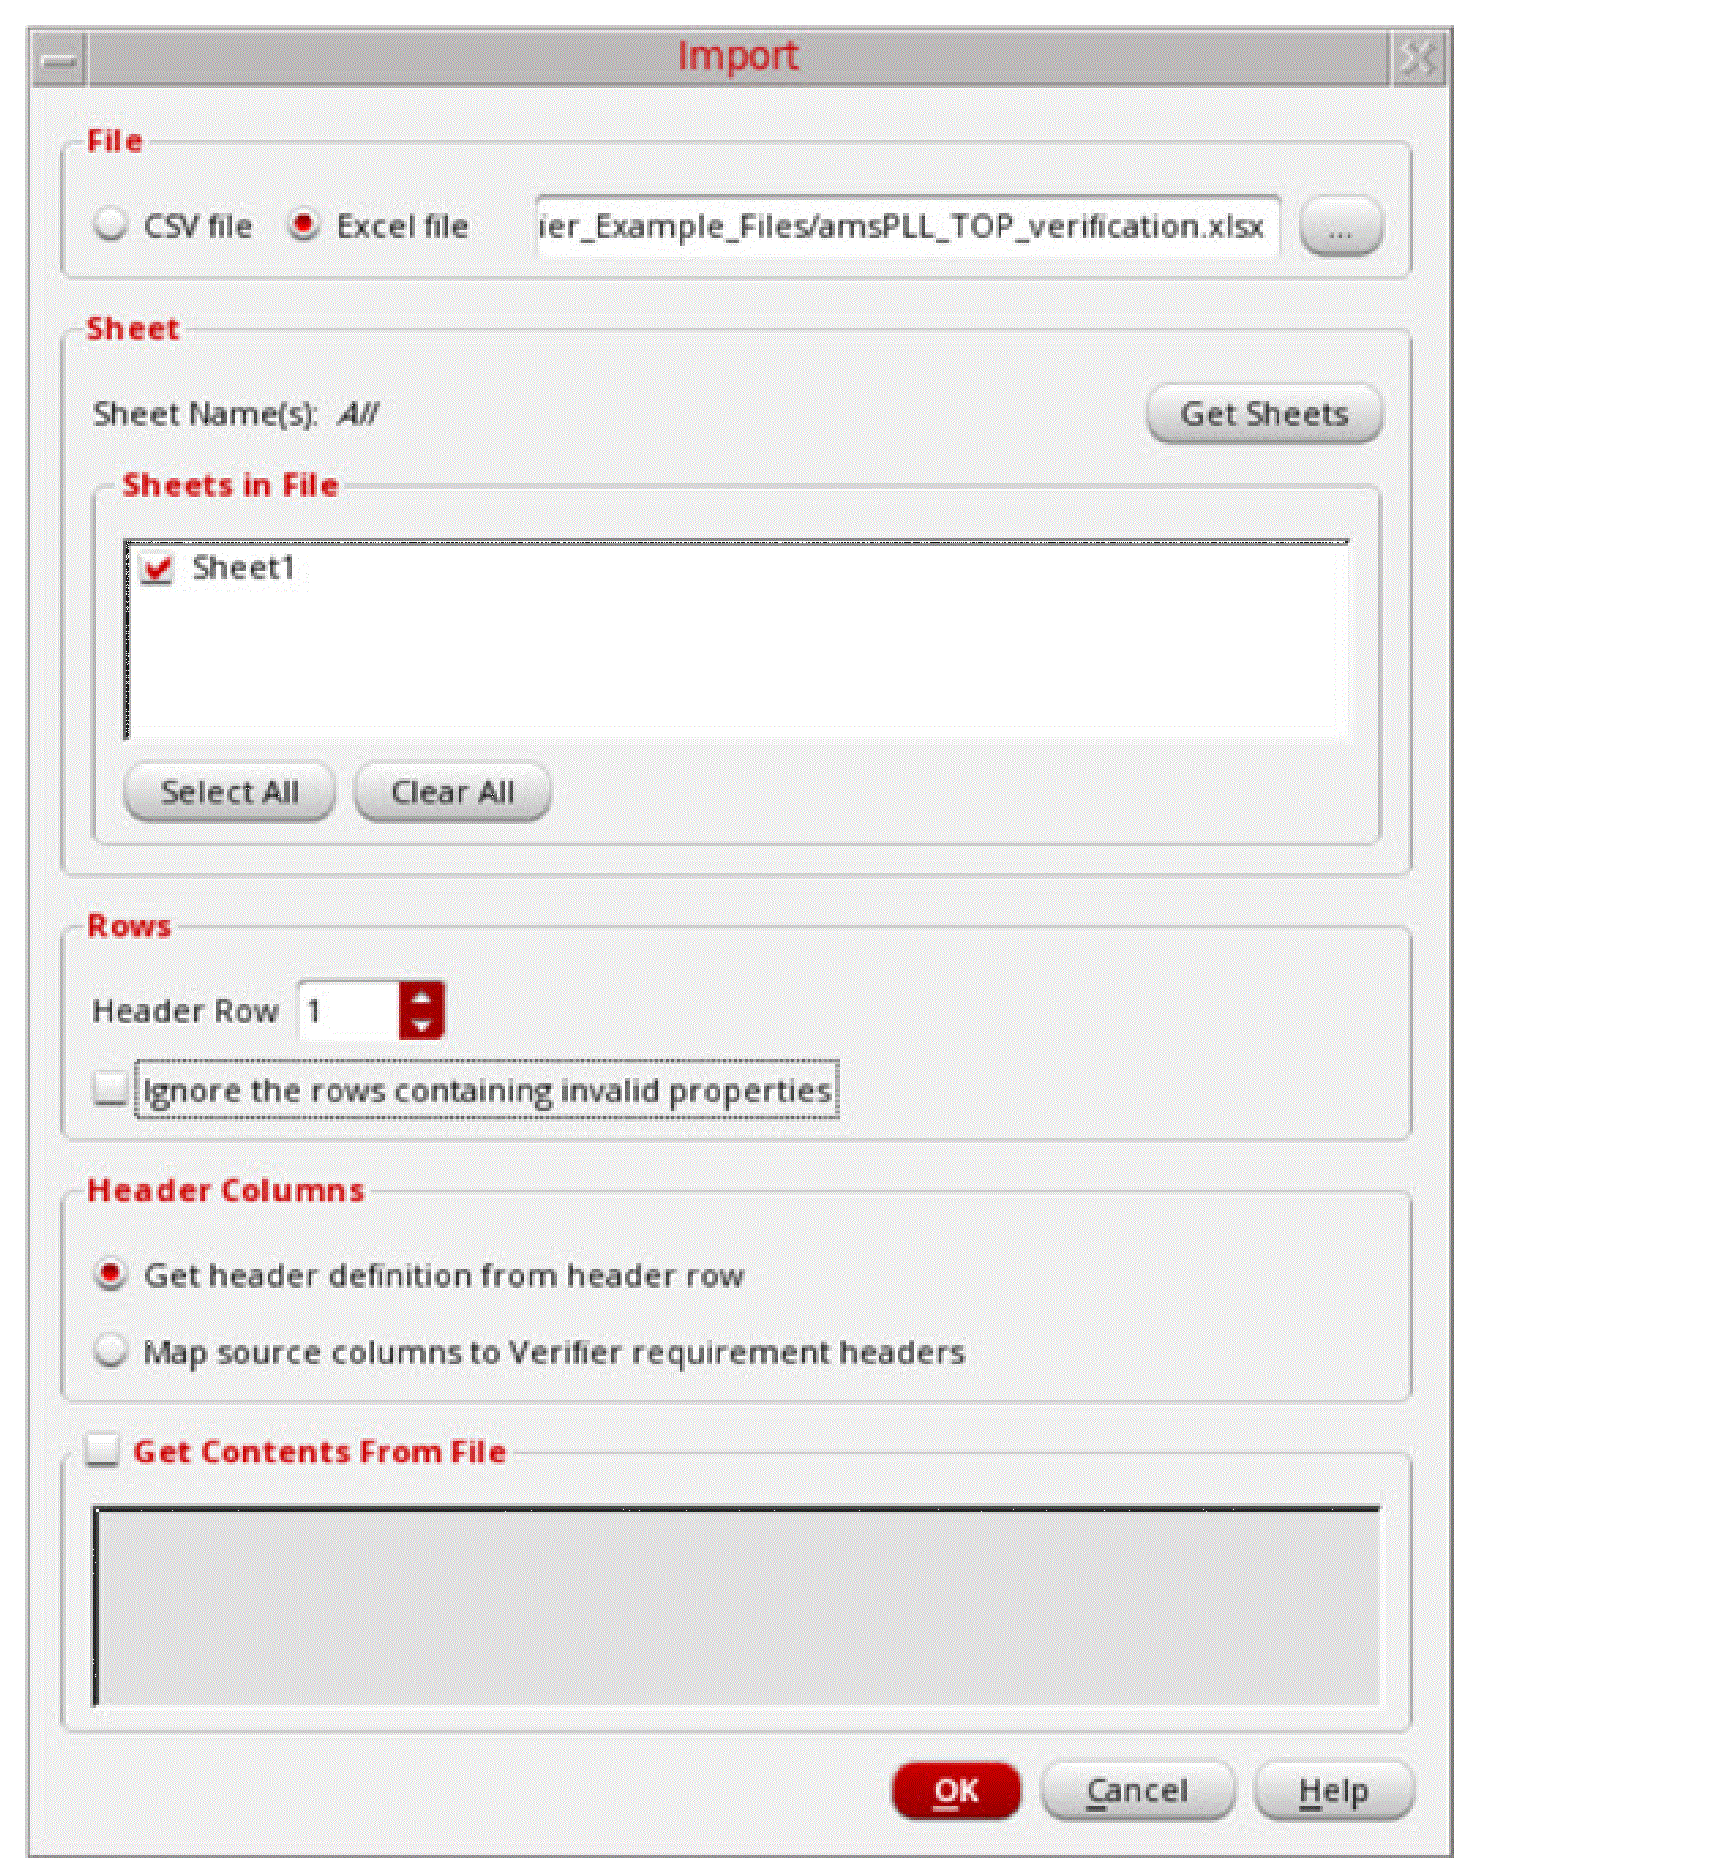 Import
File
CSV file Excel file ier_Example_Files/amsPLL_TOP_verification.xlsx ...
Sheet
Sheet Name(s): All Get Sheets
Sheets in File
Sheet1
Select All Clear All
Rows
Header Row 1
Ignore the rows containing invalid properties
Header Columns
Get header definition from header row
Map source columns to Verifier requirement headers
Get Contents From File
OK Cancel Help